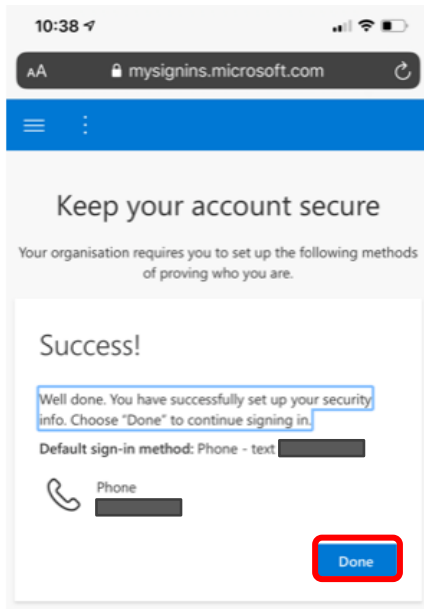 10:38
AA mysignins.microsoft.com
Keep your account secure
Your organisation requires you to set up the following methods
of proving who you are.
Success!
Well done. You have successfully set up your security
info. Choose "Done" to continue signing in.
Default sign-in method: Phone - text
Phone
Done